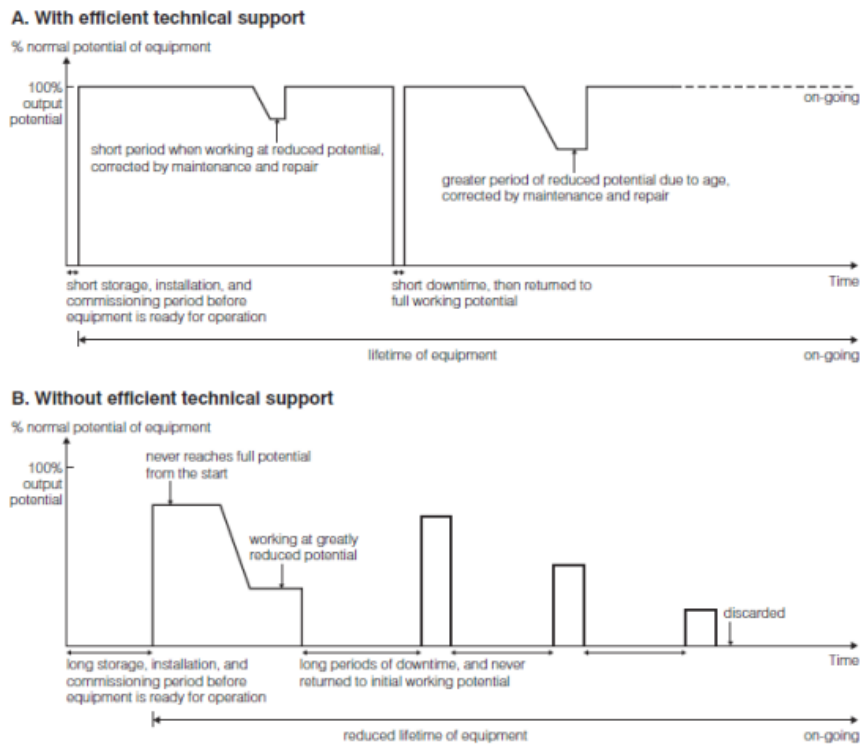 A. With efficient technical support
% normal potential of equipment
100%
output
potential
on-going
short period when working at reduced potential,
corrected by maintenance and repair
greater period of reduced potential due to age,
corrected by maintenance and repair
Time
short storage, installation, and
commissioning period before
equipment is ready for operation
short downtime, then returned to
full working potential
lifetime of equipment
on-going
B. Without efficient technical support
% normal potential of equipment
100%
output
potential
never reaches full potential
from the start
working at greatly
reduced potential
discarded
Time
long storage, installation, and
commissioning period before
equipment is ready for operation
long periods of downtime, and never
returned to initial working potential
reduced lifetime of equipment
on-going